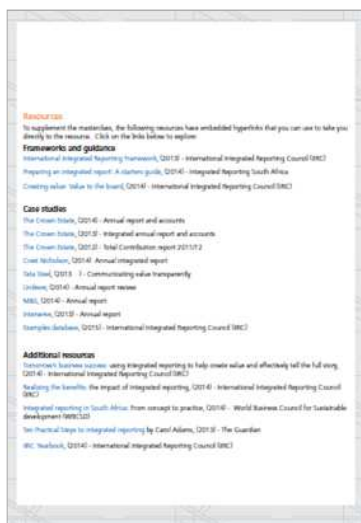 Resources
To supplement the masterclass, the following resources have embedded hyperlinks that you can use to take you
directly to the resource. Click on the links below to explore:
Frameworks and guidance
International Integrated Reporting Framework, (2013) - International Integrated Reporting Council (IIRC)
Preparing an integrated report: A starters guide, (2014) - Integrated Reporting South Africa
Creating value: Value to the board, (2014) - International Integrated Reporting Council (IIRC)
Case studies
The Crown Estate, (2014) - Annual report and accounts
The Crown Estate, (2013) - Integrated annual report and accounts
The Crown Estate, (2012) - Total Contribution report 2011/12
Crest Nicholson, (2014) Annual integrated report
Tata Steel, (2013 ) - Communicating value transparently
Unilever, (2014) - Annual report review
M&S, (2014) - Annual report
(2013) - Annual report
Examples database, (2015) - International Integrated Reporting Council (IIRC)
Additional resources
Tomorrow's business success: using integrated reporting to help create value and effectively tell the full story,
(2014) - International Integrated Reporting Council (IIRC)
Realizing the benefits: the impact of integrated reporting, (2014) - International Integrated Reporting Council
(IIRC)
Integrated reporting in South Africa: From concept to practice, (2014) - World Business Council for Sustainable
development (WBCSD)
Ten Practical Steps to integrated reporting by Carol Adams, (2013) - The Guardian
IIRC Yearbook, (2014) - International Integrated Reporting Council (IIRC)